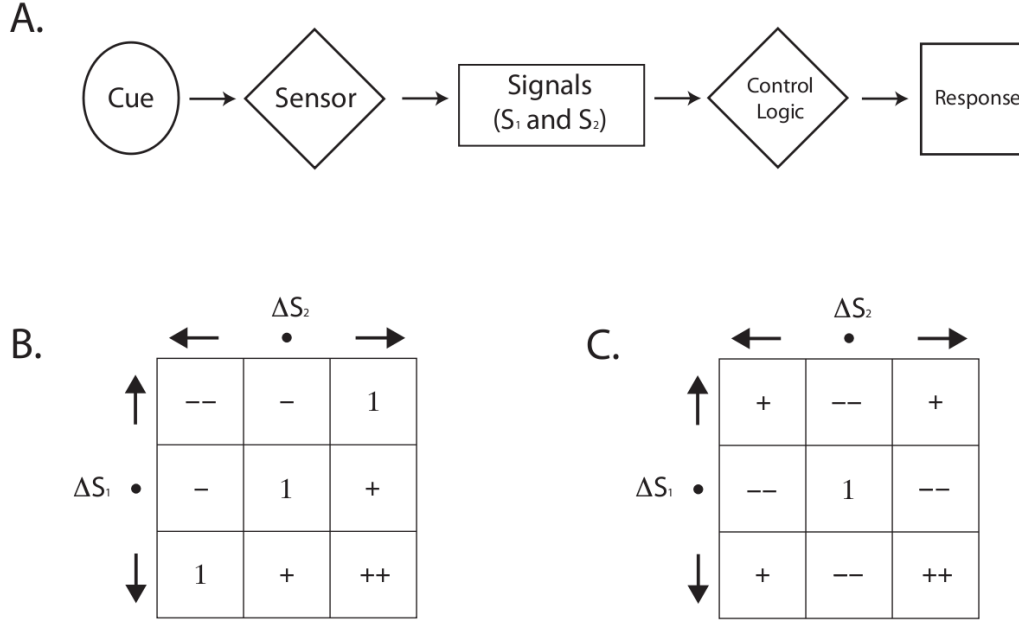 A.
Cue
Sensor
Signals
(S₁ and S₂)
Control
Logic
Response
B.
ΔS₂
ΔS₁
-- - 1
- 1 +
1 + ++
C.
ΔS₂
ΔS₁
+ -- +
-- 1 --
+ -- ++